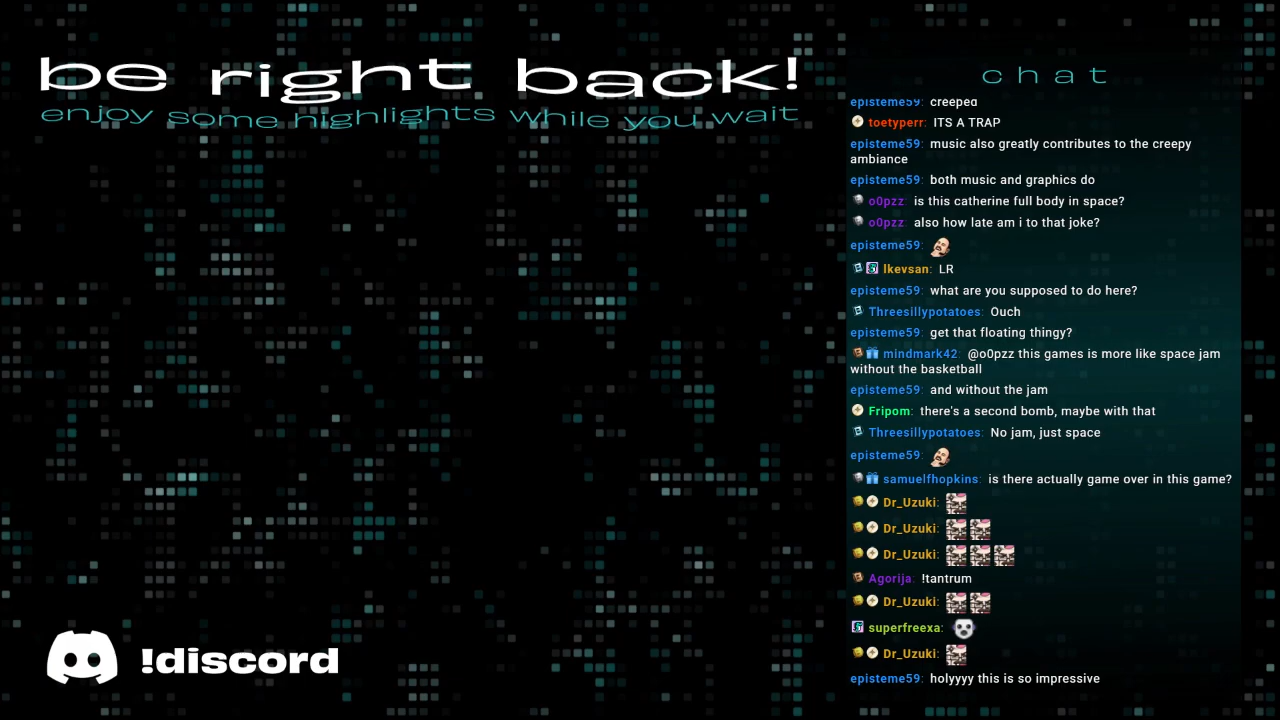 be right back!
enjoy some highlights while you wait
chat
episteme59: creeped
toetyperr: ITS A TRAP
episteme59: music also greatly contributes to the creepy
ambiance
episteme59: both music and graphics do
o0pzz: is this catherine full body in space?
o0pzz: also how late am i to that joke?
episteme59:
lkevsan: LR
episteme59: what are you supposed to do here?
Threesillypotatoes: Ouch
episteme59: get that floating thingy?
mindmark42: @o0pzz this games is more like space jam
without the basketball
episteme59: and without the jam
Fripom: there's a second bomb, maybe with that
Threesillypotatoes: No jam, just space
episteme59:
samuelfhopkins: is there actually game over in this game?
Dr_Uzuki:
Dr_Uzuki:
Dr_Uzuki:
Agorija: !tantrum
Dr_Uzuki:
superfreexa:
Dr_Uzuki:
episteme59: holyyyy this is so impressive
!discord